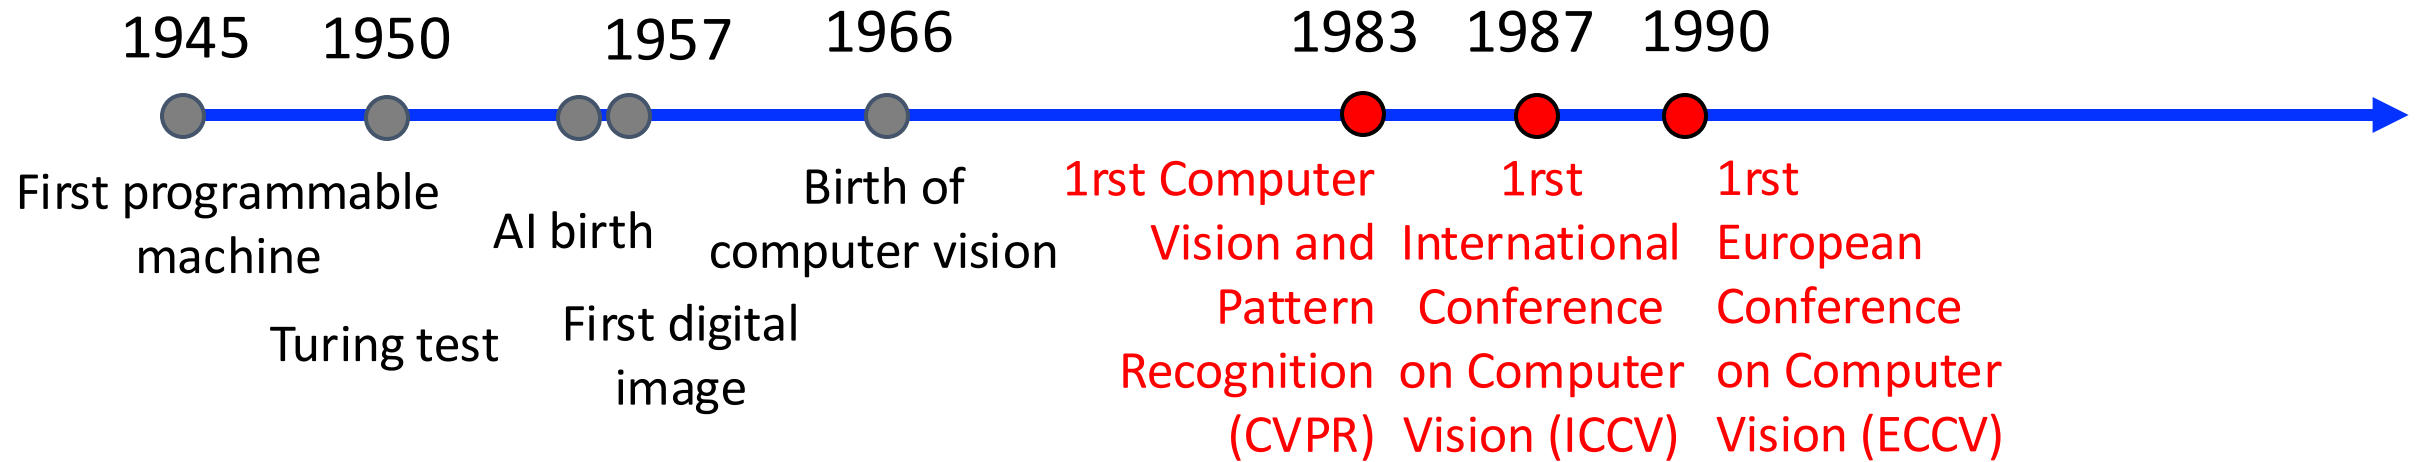 1945
1950
1957
1966
1983
1987
1990
First programmable
machine
Turing test
AI birth
First digital
image
Birth of
computer vision
1rst Computer
Vision and
Pattern
Recognition
(CVPR)
1rst
International
Conference
on Computer
Vision (ICCV)
1rst
European
Conference
on Computer
Vision (ECCV)